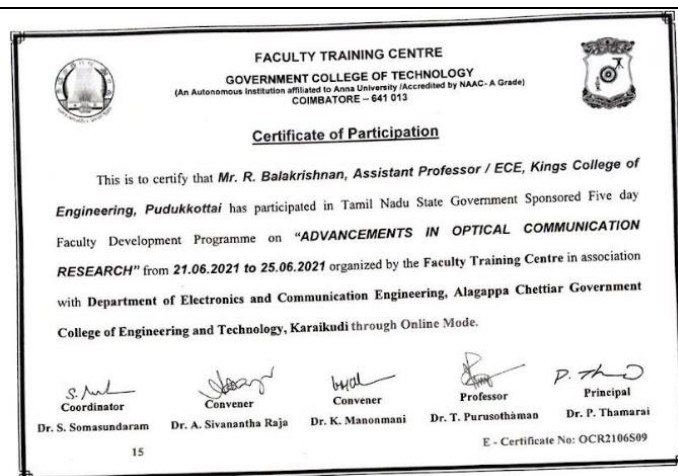 FACULTY TRAINING CENTRE
GOVERNMENT COLLEGE OF TECHNOLOGY
(An Autonomous Institution affiliated to Anna University /Accredited by NAAC- A Grade)
COIMBATORE – 641 013
Certificate of Participation
This is to certify that Mr. R. Balakrishnan, Assistant Professor / ECE, Kings College of
Engineering, Pudukkottai has participated in Tamil Nadu State Government Sponsored Five day
Faculty Development Programme on “ADVANCEMENTS IN OPTICAL COMMUNICATION
RESEARCH” from 21.06.2021 to 25.06.2021 organized by the Faculty Training Centre in association
with Department of Electronics and Communication Engineering, Alagappa Chettiar Government
College of Engineering and Technology, Karaikudi through Online Mode.
Coordinator Convener Convener Professor Principal
Dr. S. Somasundaram Dr. A. Sivanantha Raja Dr. K. Manonmani Dr. T. Purusothaman Dr. P. Thamarai
15 E - Certificate No: OCR2106S09